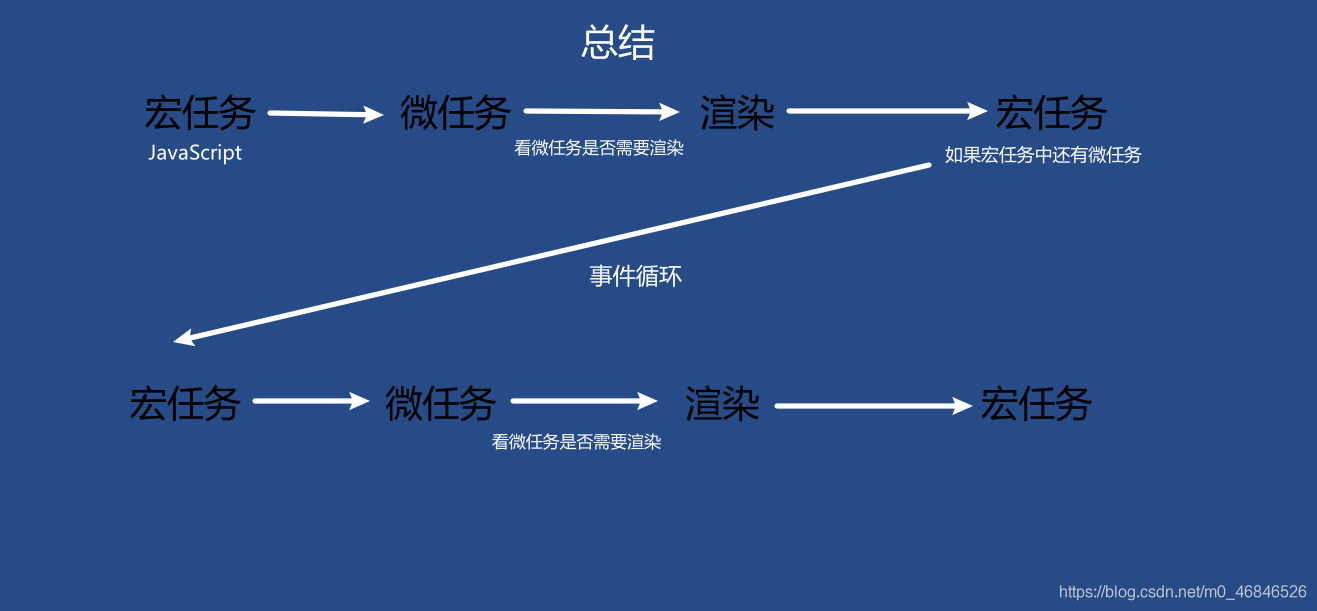 总结
宏任务 微任务 渲染 宏任务
JavaScript 看微任务是否需要渲染 如果宏任务中还有微任务
事件循环
宏任务 微任务 渲染 宏任务
看微任务是否需要渲染
https://blog.csdn.net/m0_46846526